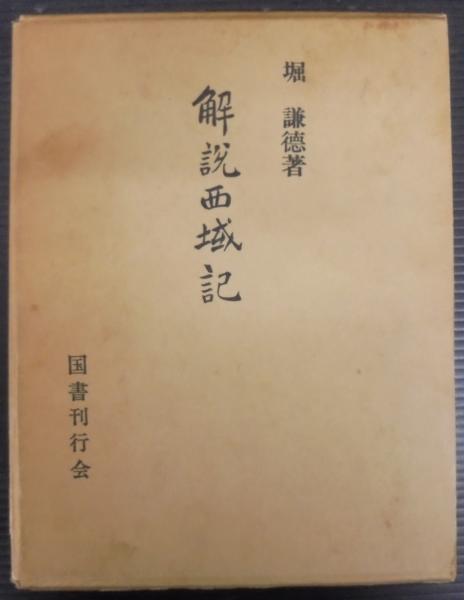 堀 謙德著
解說西域記
国書刊行会